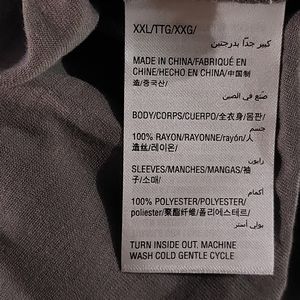 XXL/TTG/XXG/
كبير جداً بدرجتين
MADE IN CHINA/FABRIQUÉ EN
CHINE/HECHO EN CHINA/中国制
造/중국산/
صنع في الصين
BODY/CORPS/CUERPO/全衣身/몸판/
جسم
100% RAYON/RAYONNE/rayón/人
造丝/레이온/
رايون
SLEEVES/MANCHES/MANGAS/袖
子/소매/
أكمام
100% POLYESTER/POLYESTER/
poliester/聚酯纤维/폴리에스테르/
بولي أستر
TURN INSIDE OUT. MACHINE
WASH COLD GENTLE CYCLE